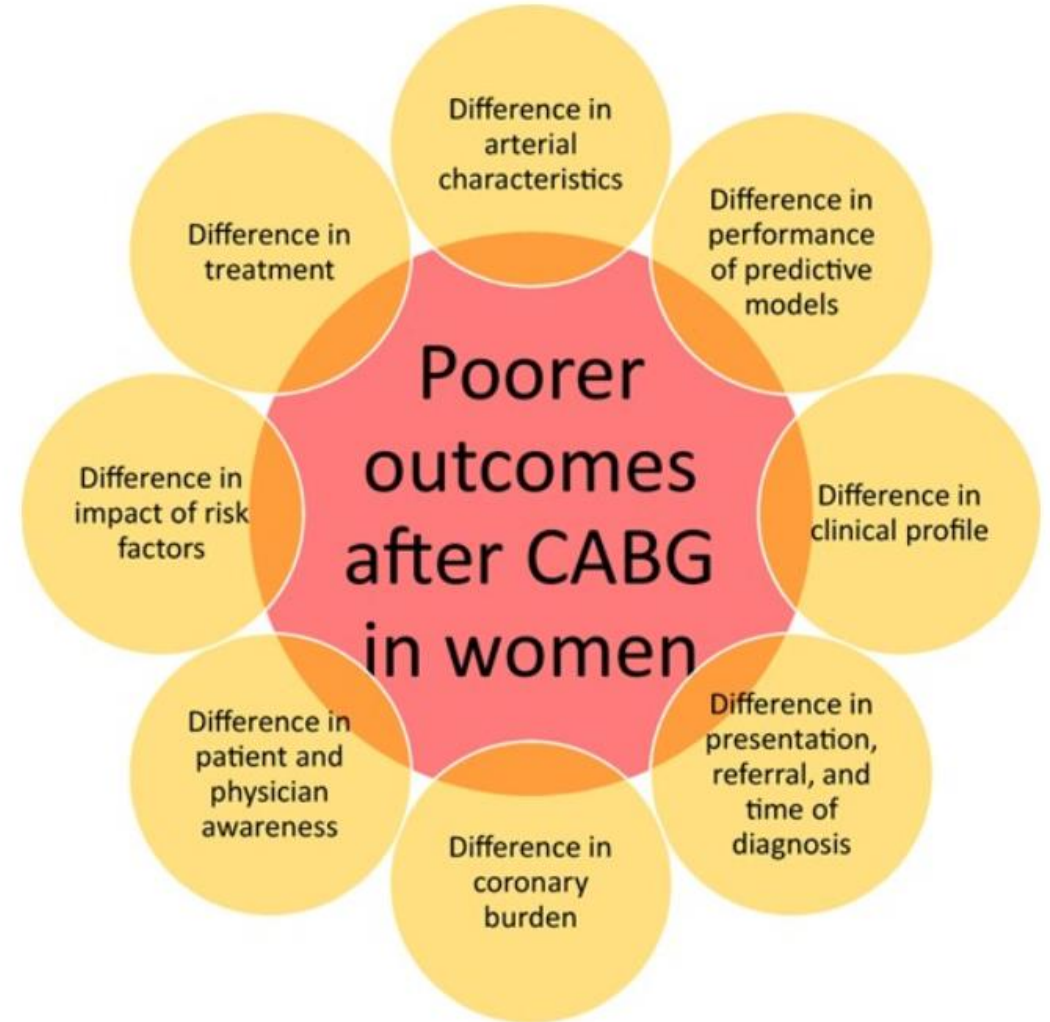 Difference in
arterial
characteristics
Difference in
performance
of predictive
models
Difference in
clinical profile
Difference in
presentation,
referral, and
time of
diagnosis
Difference in
coronary
burden
Difference in
patient and
physician
awareness
Difference in
impact of risk
factors
Difference in
treatment
Poorer
outcomes
after CABG
in women